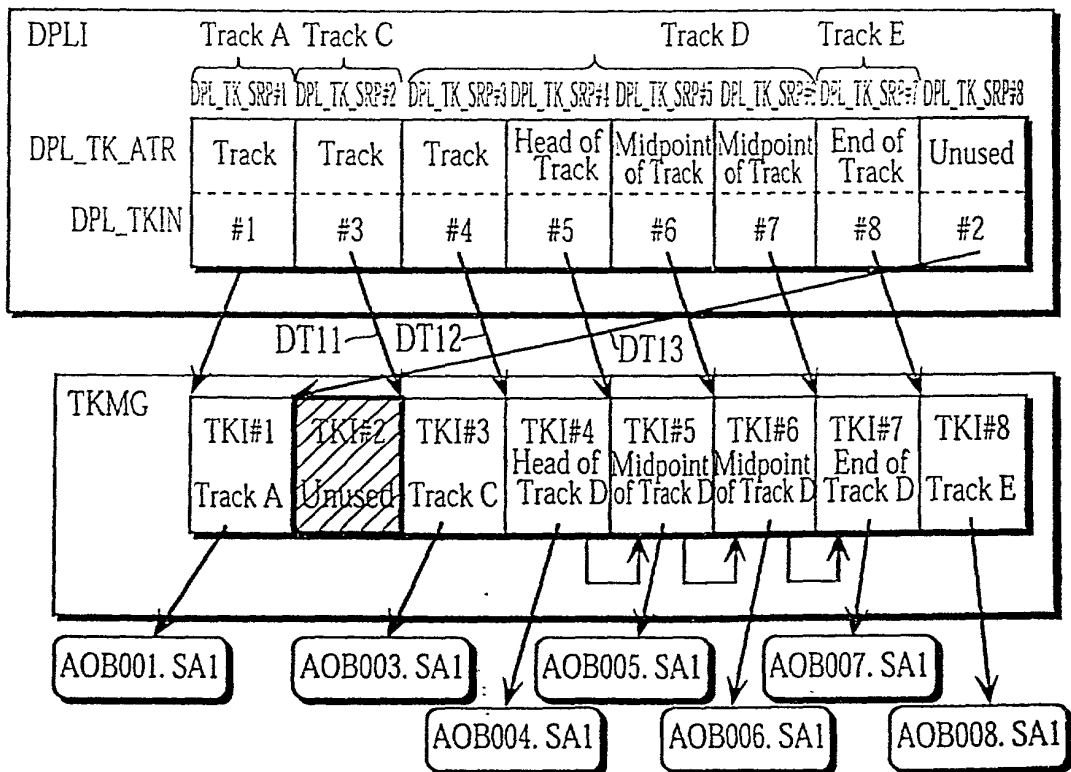 DPLI Track A Track C Track D Track E
DPL_TK_SRP#1 DPL_TK_SRP#2 DPL_TK_SRP#3 DPL_TK_SRP#4 DPL_TK_SRP#5 DPL_TK_SRP#6 DPL_TK_SRP#7 DPL_TK_SRP#8
DPL_TK_ATR Track Track Track Head of Track Midpoint of Track Midpoint of Track End of Track Unused
DPL_TKIN #1 #3 #4 #5 #6 #7 #8 #2
DT11 DT12 DT13
TKMG
TKI#1 TKI#2 TKI#3 TKI#4 TKI#5 TKI#6 TKI#7 TKI#8
Track A Unused Track C Head of Track D Midpoint of Track D Midpoint of Track D End of Track D Track E
AOB001. SA1 AOB003. SA1 AOB005. SA1 AOB007. SA1
AOB004. SA1 AOB006. SA1 AOB008. SA1